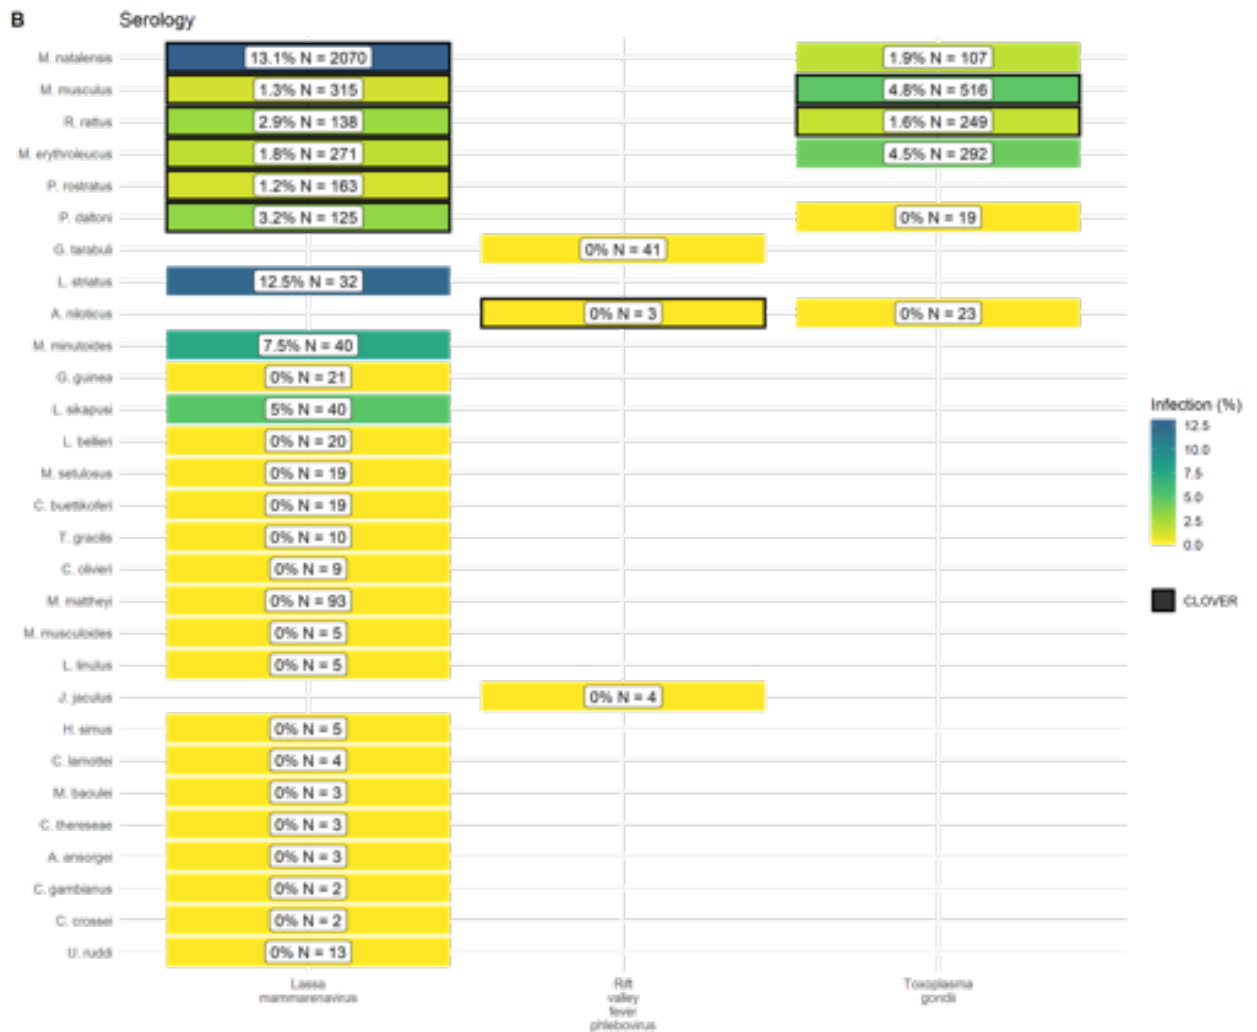 B
Serology
M. natalensis 13.1% N = 2070 1.9% N = 107
M. musculus 1.3% N = 315 4.8% N = 516
R. rattus 2.9% N = 138 1.6% N = 249
M. erythroleucus 1.8% N = 271 4.5% N = 292
P. rostratus 1.2% N = 163
P. daltoni 3.2% N = 125 0% N = 19
G. tarabuli 0% N = 41
L. striatus 12.5% N = 32
A. niloticus 0% N = 3 0% N = 23
M. minutoides 7.5% N = 40
G. guinea 0% N = 21
L. sikapusi 5% N = 40
L. bellieri 0% N = 20
M. setulosus 0% N = 19
C. buettikoferi 0% N = 19
T. gracilis 0% N = 10
C. olivieri 0% N = 9
M. mattheyi 0% N = 93
M. musculoides 0% N = 5
L. linulus 0% N = 5
J. jaculus 0% N = 4
H. simus 0% N = 5
C. lamottei 0% N = 4
M. baoulei 0% N = 3
C. thereseae 0% N = 3
A. ansorgei 0% N = 3
C. gambianus 0% N = 2
C. crossei 0% N = 2
U. ruddi 0% N = 13
Lassa
mammarenavirus
Rift
valley
fever
phlebovirus
Toxoplasma
gondii
Infection (%)
12.5
10.0
7.5
5.0
2.5
0.0
CLOVER